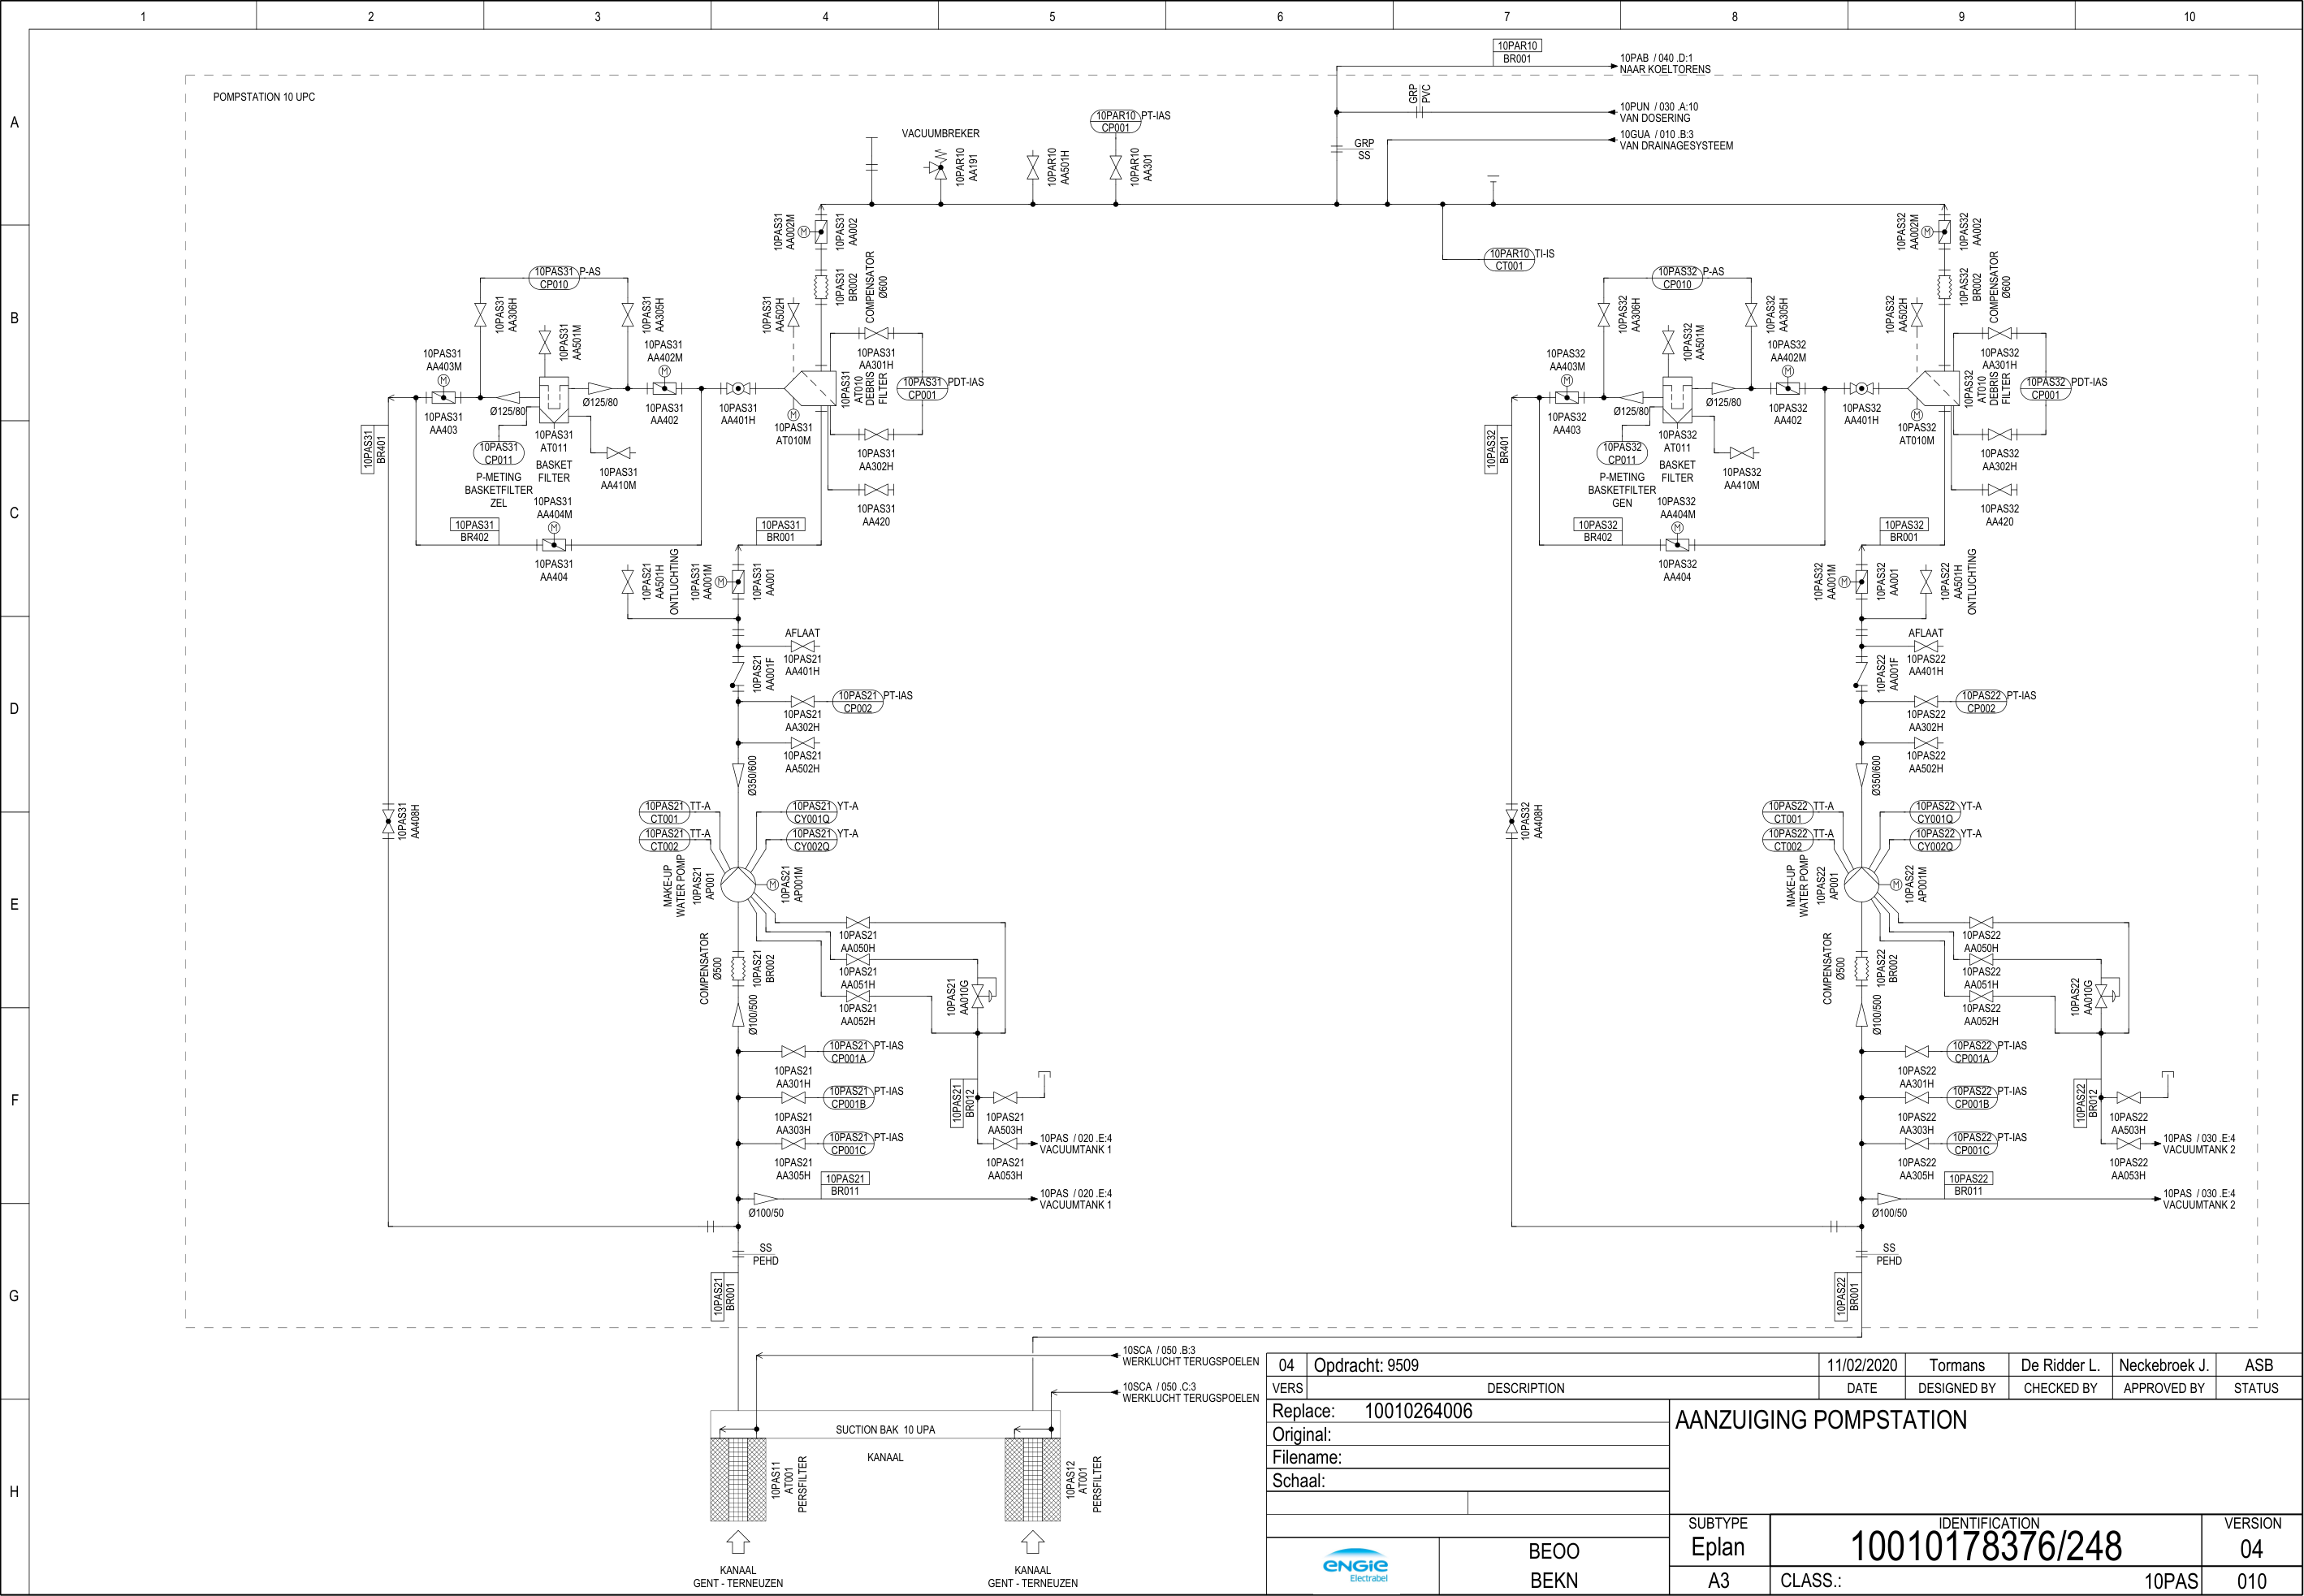 1 2 3 4 5 6 7 8 9 10
A
B
C
D
E
F
G
H
POMPSTATION 10 UPC
10PAR10
BR001
10PAB / 040 .D:1
NAAR KOELTORENS
GRP
PVC
10PUN / 030 .A:10
VAN DOSERING
10GUA / 010 .B:3
VAN DRAINAGESYSTEEM
GRP
SS
VACUUMBREKER
10PAR10
AA191
10PAR10
AA501H
10PAR10 PT-IAS
CP001
10PAR10
AA301
10PAR10 TI-IS
CT001
10PAS31
AA002M
10PAS31
AA002
10PAS31
BR002
COMPENSATOR
Ø600
10PAS31
AA502H
10PAS31 P-AS
CP010
10PAS31
AA306H
10PAS31
AA305H
10PAS31
AA501M
10PAS31
AA403M
10PAS31
AA403
10PAS31
AA402M
10PAS31
AA402
Ø125/80
Ø125/80
10PAS31
AA401H
10PAS31
AT010
DEBRIS
FILTER
10PAS31
AT010M
10PAS31
AA301H
10PAS31 PDT-IAS
CP001
10PAS31
AA302H
10PAS31
AA420
10PAS31
CP011
P-METING
BASKETFILTER
ZEL
10PAS31
AT011
BASKET
FILTER
10PAS31
AA410M
10PAS31
AA404M
10PAS31
AA404
10PAS31
BR401
10PAS31
BR402
10PAS31
BR001
10PAS21
AA501H
ONTLUCHTING
10PAS31
AA001M
10PAS31
AA001
AFLAAT
10PAS21
AA401H
10PAS21
AA001F
10PAS21
AA302H
10PAS21 PT-IAS
CP002
10PAS21
AA502H
Ø350/600
10PAS31
AA408H
10PAS21 TT-A
CT001
10PAS21 TT-A
CT002
10PAS21 YT-A
CY001Q
10PAS21 YT-A
CY002Q
MAKE-UP
WATER POMP
10PAS21
AP001
M
10PAS21
AP001M
10PAS21
AA050H
10PAS21
AA051H
10PAS21
AA052H
10PAS21
AA010G
COMPENSATOR
Ø500
10PAS21
BR002
Ø100/500
10PAS21 PT-IAS
CP001A
10PAS21
AA301H
10PAS21 PT-IAS
CP001B
10PAS21
AA303H
10PAS21 PT-IAS
CP001C
10PAS21
AA305H
10PAS21
BR012
10PAS21
AA503H
10PAS21
AA053H
10PAS / 020 .E:4
VACUUMTANK 1
10PAS21
BR011
Ø100/50
10PAS / 020 .E:4
VACUUMTANK 1
SS
PEHD
10PAS21
BR001
10PAS32
AA002M
10PAS32
AA002
10PAS32
BR002
COMPENSATOR
Ø600
10PAS32
AA502H
10PAS32 P-AS
CP010
10PAS32
AA306H
10PAS32
AA305H
10PAS32
AA501M
10PAS32
AA403M
10PAS32
AA403
10PAS32
AA402M
10PAS32
AA402
Ø125/80
Ø125/80
10PAS32
AA401H
10PAS32
AT010
DEBRIS
FILTER
10PAS32
AT010M
10PAS32
AA301H
10PAS32 PDT-IAS
CP001
10PAS32
AA302H
10PAS32
AA420
10PAS32
CP011
P-METING
BASKETFILTER
GEN
10PAS32
AT011
BASKET
FILTER
10PAS32
AA410M
10PAS32
AA404M
10PAS32
AA404
10PAS32
BR401
10PAS32
BR402
10PAS32
BR001
10PAS32
AA001M
10PAS32
AA001
10PAS22
AA501H
ONTLUCHTING
AFLAAT
10PAS22
AA401H
10PAS22
AA001F
10PAS22
AA302H
10PAS22 PT-IAS
CP002
10PAS22
AA502H
Ø350/600
10PAS32
AA408H
10PAS22 TT-A
CT001
10PAS22 TT-A
CT002
10PAS22 YT-A
CY001Q
10PAS22 YT-A
CY002Q
MAKE-UP
WATER POMP
10PAS22
AP001
M
10PAS22
AP001M
10PAS22
AA050H
10PAS22
AA051H
10PAS22
AA052H
10PAS22
AA010G
COMPENSATOR
Ø500
10PAS22
BR002
Ø100/500
10PAS22 PT-IAS
CP001A
10PAS22
AA301H
10PAS22 PT-IAS
CP001B
10PAS22
AA303H
10PAS22 PT-IAS
CP001C
10PAS22
AA305H
10PAS22
BR012
10PAS22
AA503H
10PAS22
AA053H
10PAS / 030 .E:4
VACUUMTANK 2
10PAS22
BR011
Ø100/50
10PAS / 030 .E:4
VACUUMTANK 2
SS
PEHD
10PAS22
BR001
10SCA / 050 .B:3
WERKLUCHT TERUGSPOELEN
10SCA / 050 .C:3
WERKLUCHT TERUGSPOELEN
SUCTION BAK 10 UPA
KANAAL
10PAS11
AT001
PERSFILTER
10PAS12
AT001
PERSFILTER
KANAAL
GENT - TERNEUZEN
KANAAL
GENT - TERNEUZEN
04 Opdracht: 9509 11/02/2020 Tormans De Ridder L. Neckebroek J. ASB
VERS DESCRIPTION DATE DESIGNED BY CHECKED BY APPROVED BY STATUS
Replace: 10010264006
Original:
Filename:
Schaal:
AANZUIGING POMPSTATION
ENGIE
Electrabel
BEOO
BEKN
SUBTYPE
Eplan
A3
IDENTIFICATION
10010178376/248
VERSION
04
CLASS.: 10PAS 010